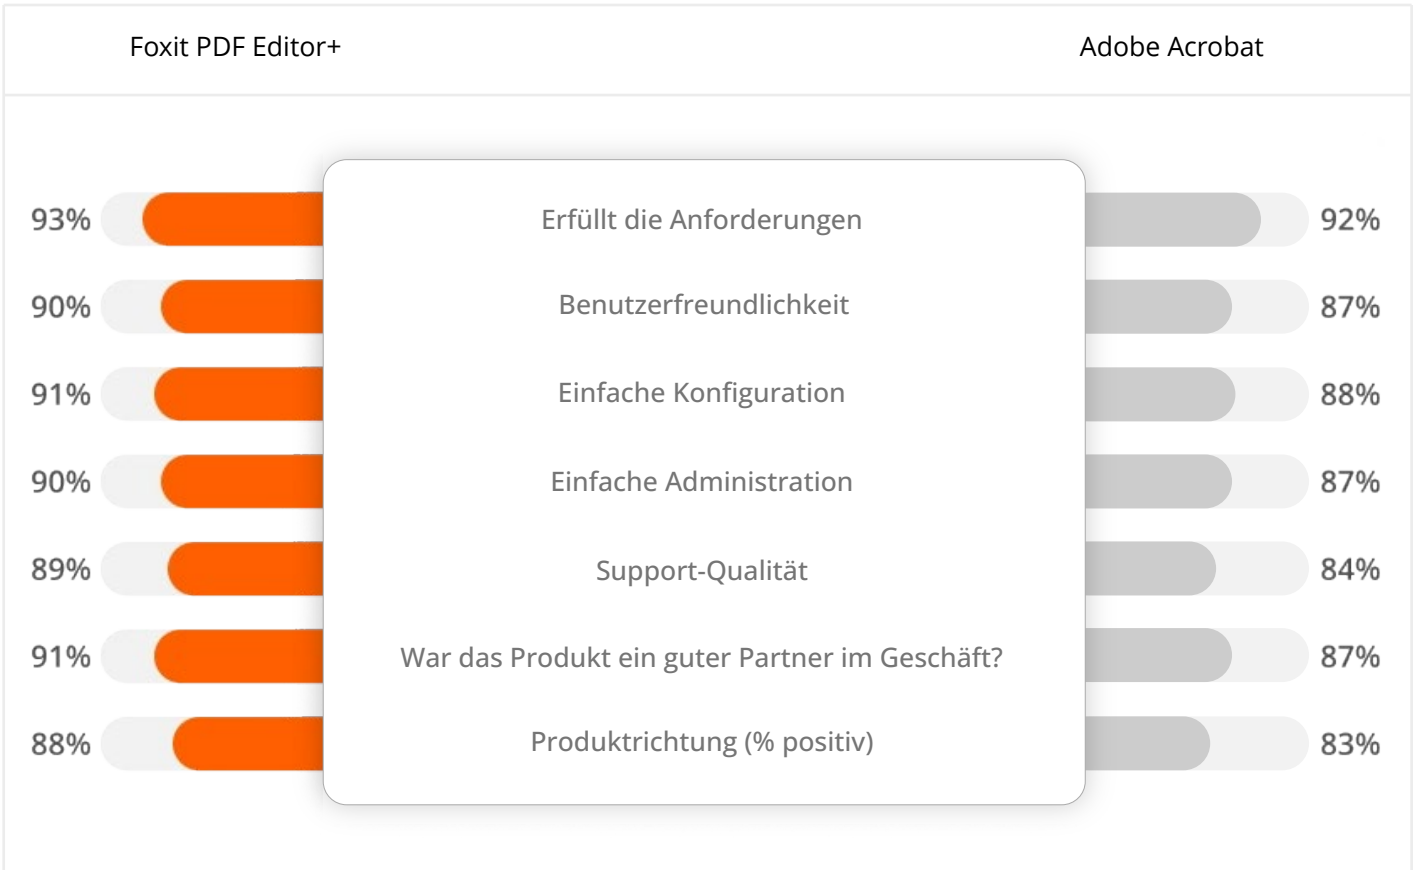 Foxit PDF Editor+ Adobe Acrobat
93% Erfüllt die Anforderungen 92%
90% Benutzerfreundlichkeit 87%
91% Einfache Konfiguration 88%
90% Einfache Administration 87%
89% Support-Qualität 84%
91% War das Produkt ein guter Partner im Geschäft? 87%
88% Produktrichtung (% positiv) 83%